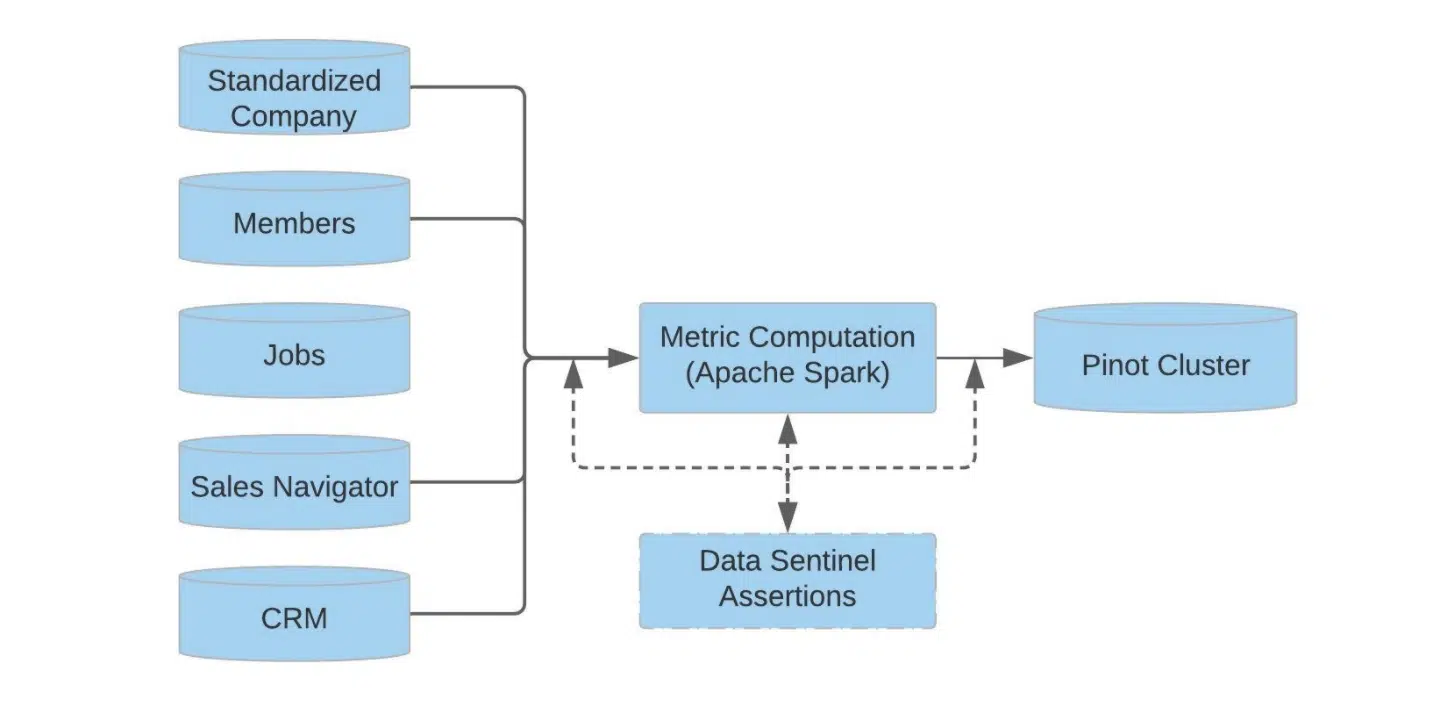 Standardized
Company
Members
Jobs
Sales Navigator
CRM
Metric Computation
(Apache Spark)
Pinot Cluster
Data Sentinel
Assertions